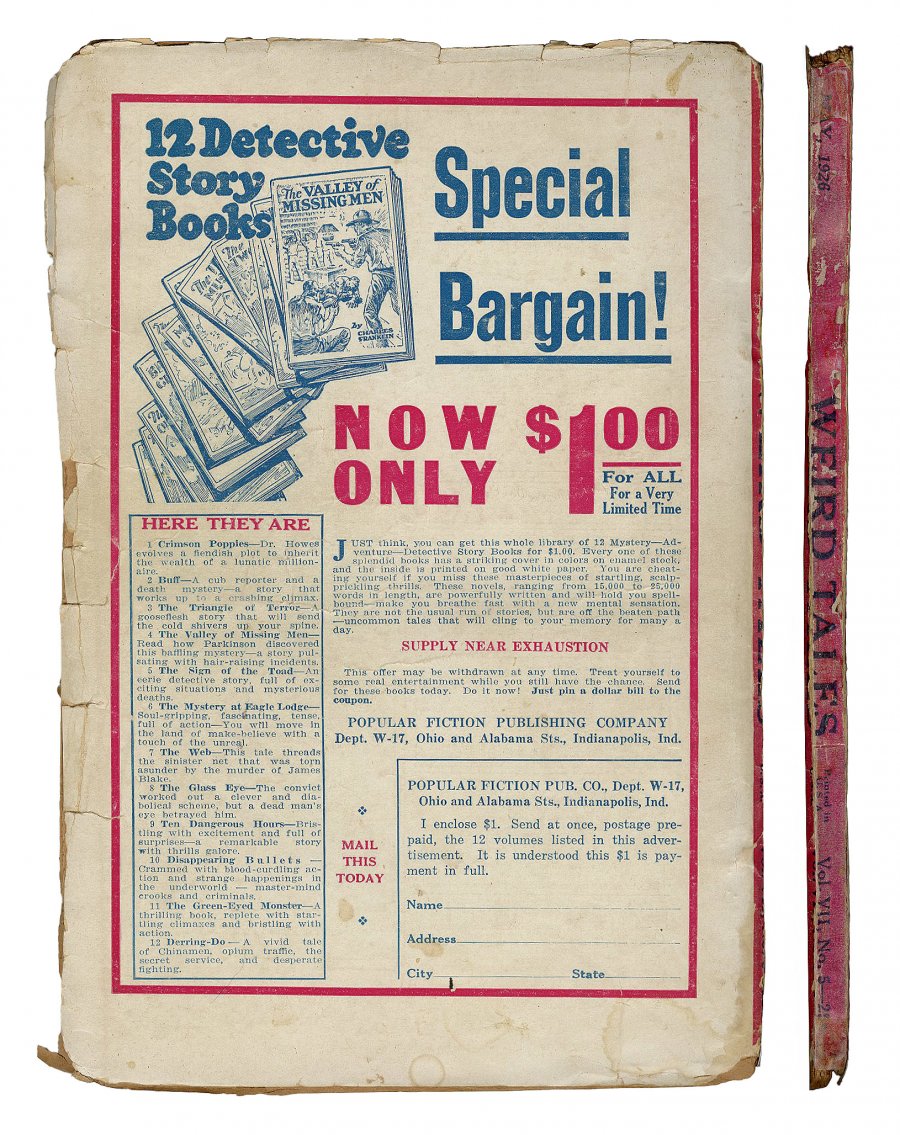 12 Detective
Story
Books
The VALLEY of
MISSING MEN
by
CHARLES
FRANKLIN
Special
Bargain!
NOW
ONLY
$1.00
For ALL
For a Very
Limited Time
HERE THEY ARE
1 Crimson Poppies—Dr. Howes
evolves a fiendish plot to inherit
the wealth of a lunatic million-
aire.
2 Buff—A cub reporter and a
death mystery—a story that
works up to a crashing climax.
3 The Triangle of Terror—A
gooseflesh story that will send
the cold shivers up your spine.
4 The Valley of Missing Men—
Read how Parkinson discovered
this baffling mystery—a story pul-
sating with hair-raising incidents.
5 The Sign of the Toad—An
eerie detective story, full of ex-
citing situations and mysterious
deaths.
6 The Mystery at Eagle Lodge—
Soul-gripping, fascinating, tense,
full of action—You will move in
the land of make-believe with a
touch of the unreal.
7 The Web—This tale threads
the sinister net that was torn
asunder by the murder of James
Blake.
8 The Glass Eye—The convict
worked out a clever and dia-
bolical scheme, but a dead man's
eye betrayed him.
9 Ten Dangerous Hours—Bris-
tling with excitement and full of
surprises—a remarkable story
with thrills galore.
10 Disappearing Bullets —
Crammed with blood-curdling ac-
tion and strange happenings in
the underworld — master-mind
crooks and criminals.
11 The Green-Eyed Monster—A
thrilling book, replete with star-
tling climaxes and bristling with
action.
12 Derring-Do — A vivid tale
of Chinamen, opium traffic, the
secret service, and desperate
fighting.
JUST think, you can get this whole library of 12 Mystery—Ad-
venture—Detective Story Books for $1.00. Every one of these
splendid books has a striking cover in colors on enamel stock,
and the inside is printed on good white paper. You are cheat-
ing yourself if you miss these masterpieces of startling, scalp-
prickling thrills. These novels, ranging from 15,000 to 25,000
words in length, are powerfully written and will hold you spell-
bound—make you breathe fast with a new mental sensation.
They are not the usual run of stories, but are off the beaten path
—uncommon tales that will cling to your memory for many a
day.
SUPPLY NEAR EXHAUSTION
This offer may be withdrawn at any time. Treat yourself to
some real entertainment while you still have the chance. Send
for these books today. Do it now! Just pin a dollar bill to the
coupon.
POPULAR FICTION PUBLISHING COMPANY
Dept. W-17, Ohio and Alabama Sts., Indianapolis, Ind.
MAIL
THIS
TODAY
POPULAR FICTION PUB. CO., Dept. W-17,
Ohio and Alabama Sts., Indianapolis, Ind.
I enclose $1. Send at once, postage pre-
paid, the 12 volumes listed in this adver-
tisement. It is understood this $1 is pay-
ment in full.
Name
Address
City State
1926
WEIRD TALES
Printed in
Vol. VII, No. 5